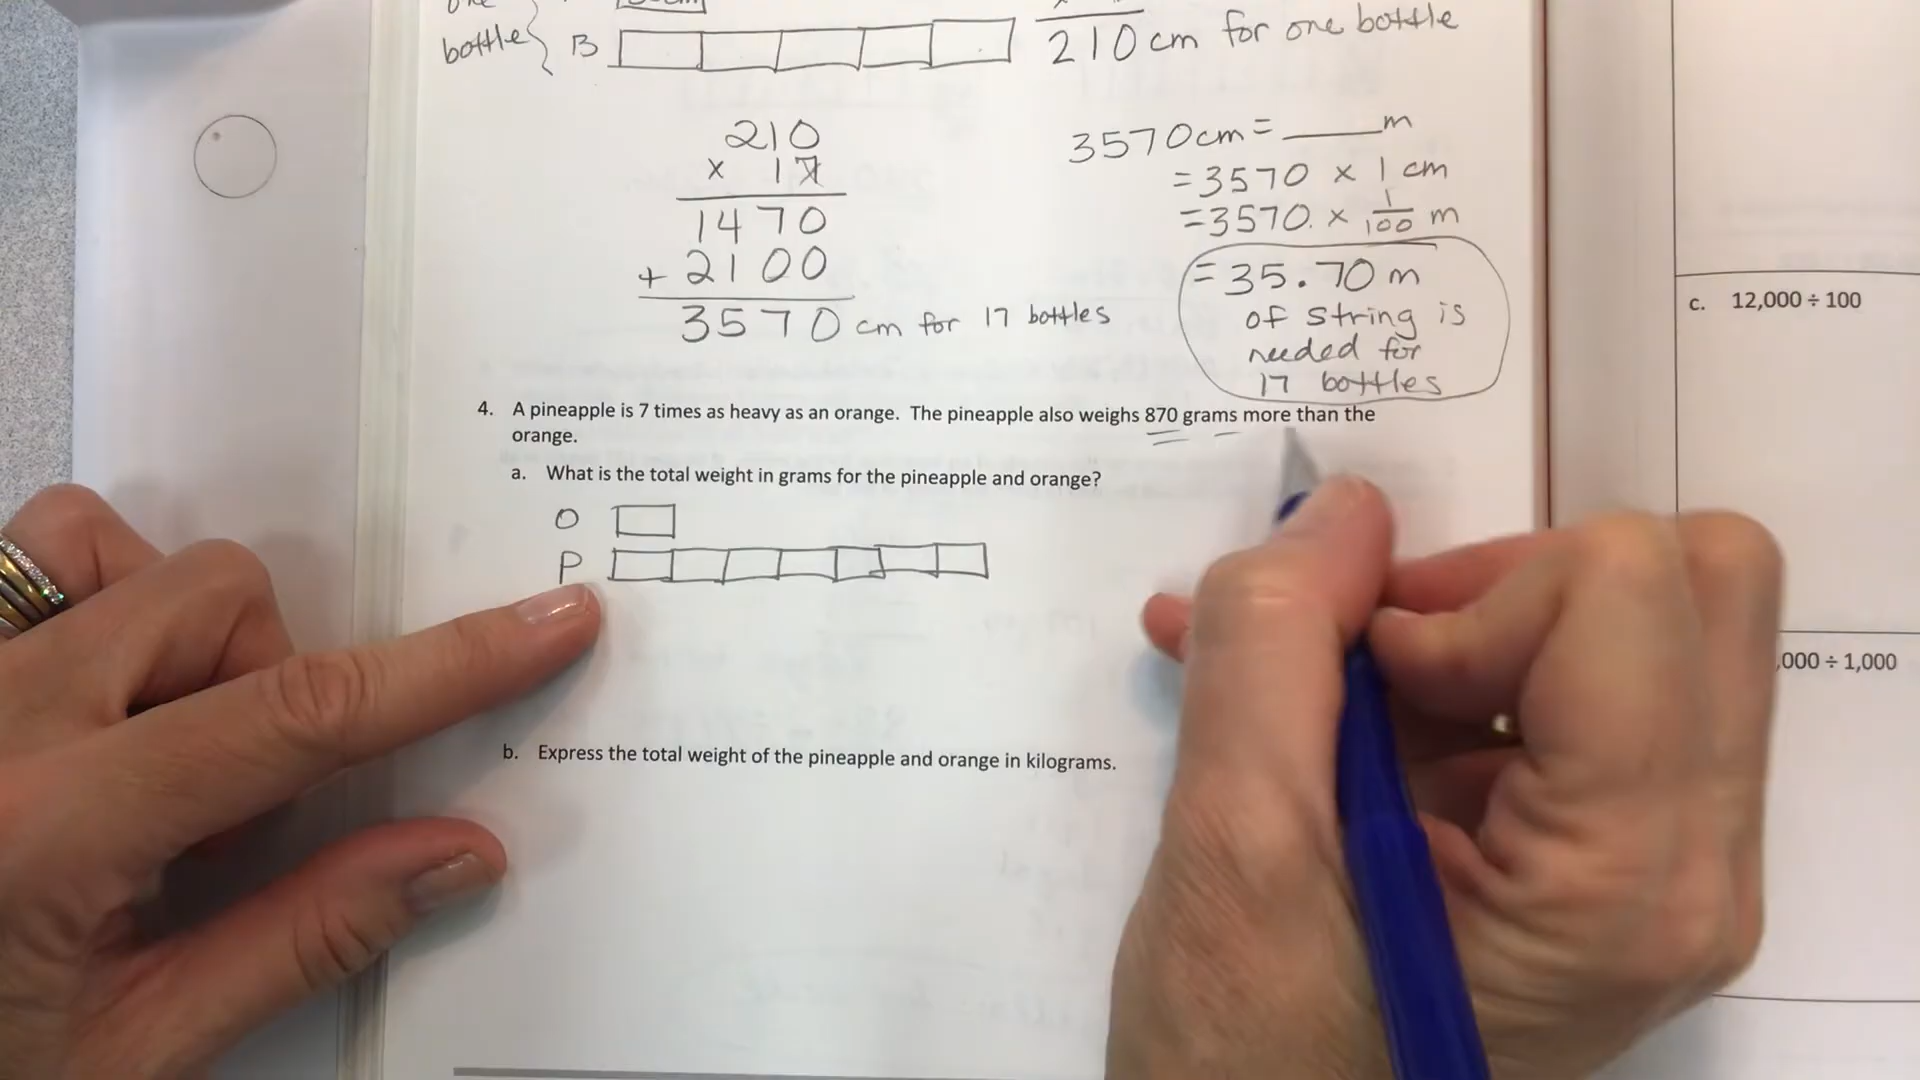 bottle B 210 cm for one bottle
210
x 17
1470
+ 2100
3570 cm for 17 bottles
3570cm = ____ m
= 3570 x 1 cm
= 3570. x 1/100 m
= 35.70 m
of string is
needed for
17 bottles
4. A pineapple is 7 times as heavy as an orange. The pineapple also weighs 870 grams more than the
orange.
a. What is the total weight in grams for the pineapple and orange?
O
P
b. Express the total weight of the pineapple and orange in kilograms.
c. 12,000 ÷ 100
,000 ÷ 1,000